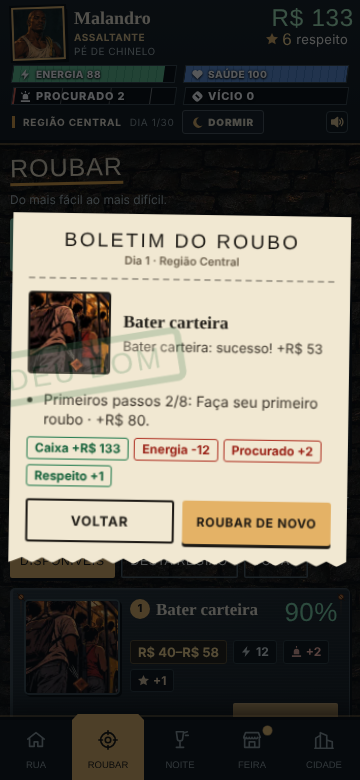 Malandro
R$ 133
ASSALTANTE
6 respeito
PÉ DE CHINELO
ENERGIA 88
SAÚDE 100
PROCURADO 2
VÍCIO 0
REGIÃO CENTRAL DIA 1/30 DORMIR
ROUBAR
Do mais fácil ao mais difícil.
BOLETIM DO ROUBO
Dia 1 · Região Central
Bater carteira
Bater carteira: sucesso! +R$ 53
DEU BOM
• Primeiros passos 2/8: Faça seu primeiro
roubo · +R$ 80.
Caixa +R$ 133 Energia -12 Procurado +2
Respeito +1
VOLTAR ROUBAR DE NOVO
1 Bater carteira 90%
R$ 40–R$ 58 12 +2
+1
RUA ROUBAR NOITE FEIRA CIDADE